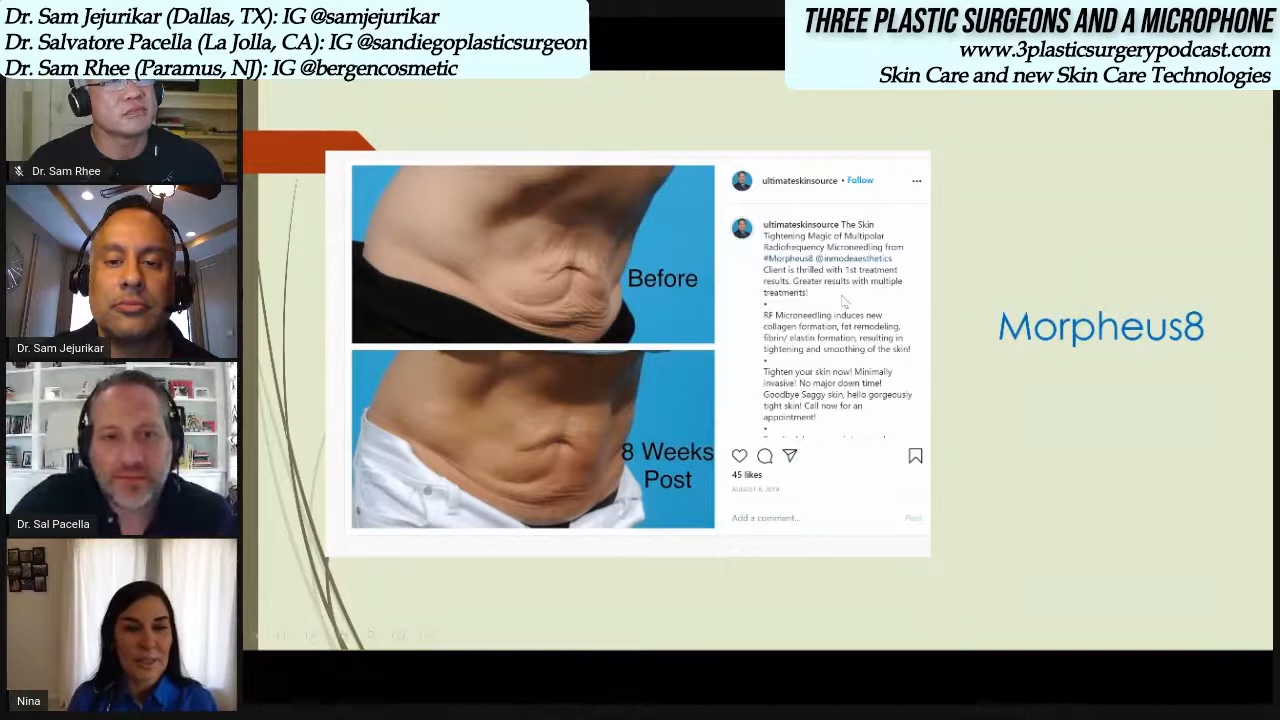 Dr. Sam Jejurikar (Dallas, TX): IG @samjejurikar
Dr. Salvatore Pacella (La Jolla, CA): IG @sandiegoplasticsurgeon
Dr. Sam Rhee (Paramus, NJ): IG @bergencosmetic
THREE PLASTIC SURGEONS AND A MICROPHONE
www.3plasticsurgerypodcast.com
Skin Care and new Skin Care Technologies
Dr. Sam Rhee
Dr. Sam Jejurikar
Dr. Sal Pacella
Nina
Before
8 Weeks
Post
ultimateskinsource • Follow
ultimateskinsource The Skin
Tightening Magic of Multipolar
Radiofrequency Microneedling from
#Morpheus8 @inmodeaesthetics
Client is thrilled with 1st treatment
results. Greater results with multiple
treatments!
•
RF Microneedling induces new
collagen formation, fat remodeling,
fibrin/ elastin formation, resulting in
tightening and smoothing of the skin!
•
Tighten your skin now! Minimally
invasive! No major down time!
Goodbye Saggy skin, hello gorgeously
tight skin! Call now for an
appointment!
•
45 likes
AUGUST 8, 2019
Add a comment...
Post
Morpheus8